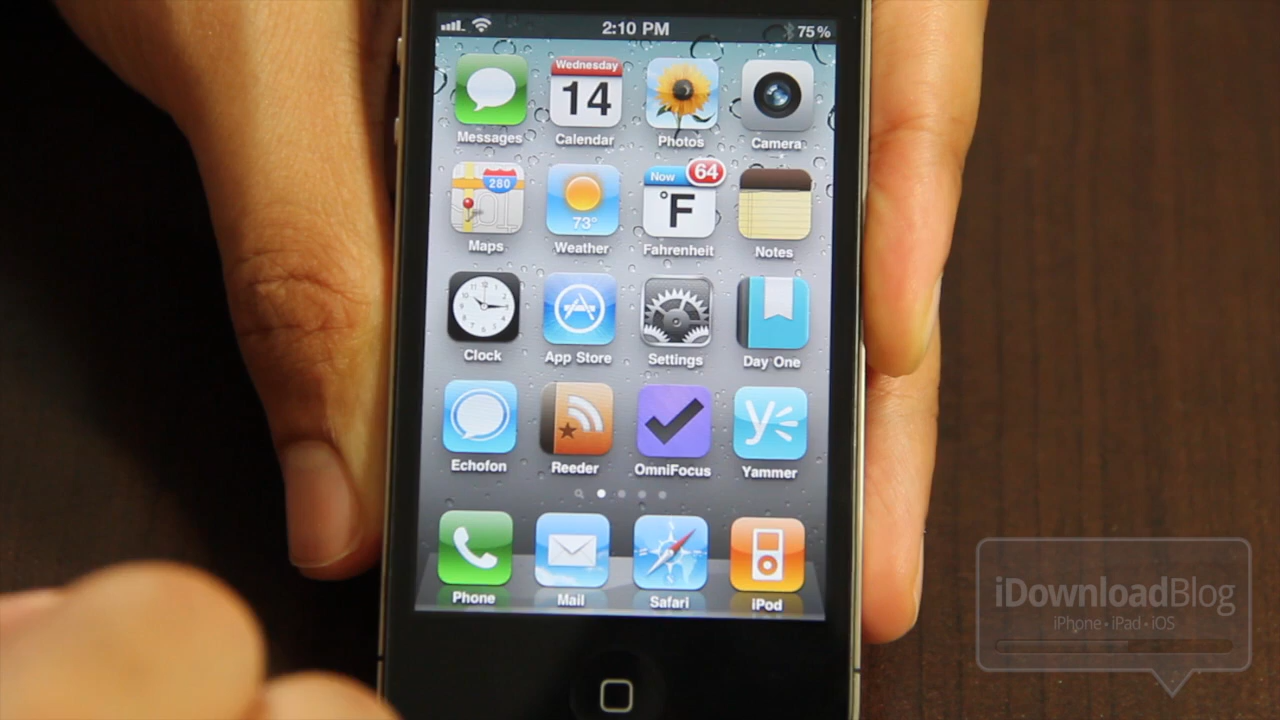 2:10 PM
75%
Wednesday
14
Messages
Calendar
Photos
Camera
280
73°
Now
64
°F
Maps
Weather
Fahrenheit
Notes
Clock
App Store
Settings
Day One
y
Echofon
Reeder
OmniFocus
Yammer
Phone
Mail
Safari
iPod
iDownloadBlog
iPhone • iPad • iOS